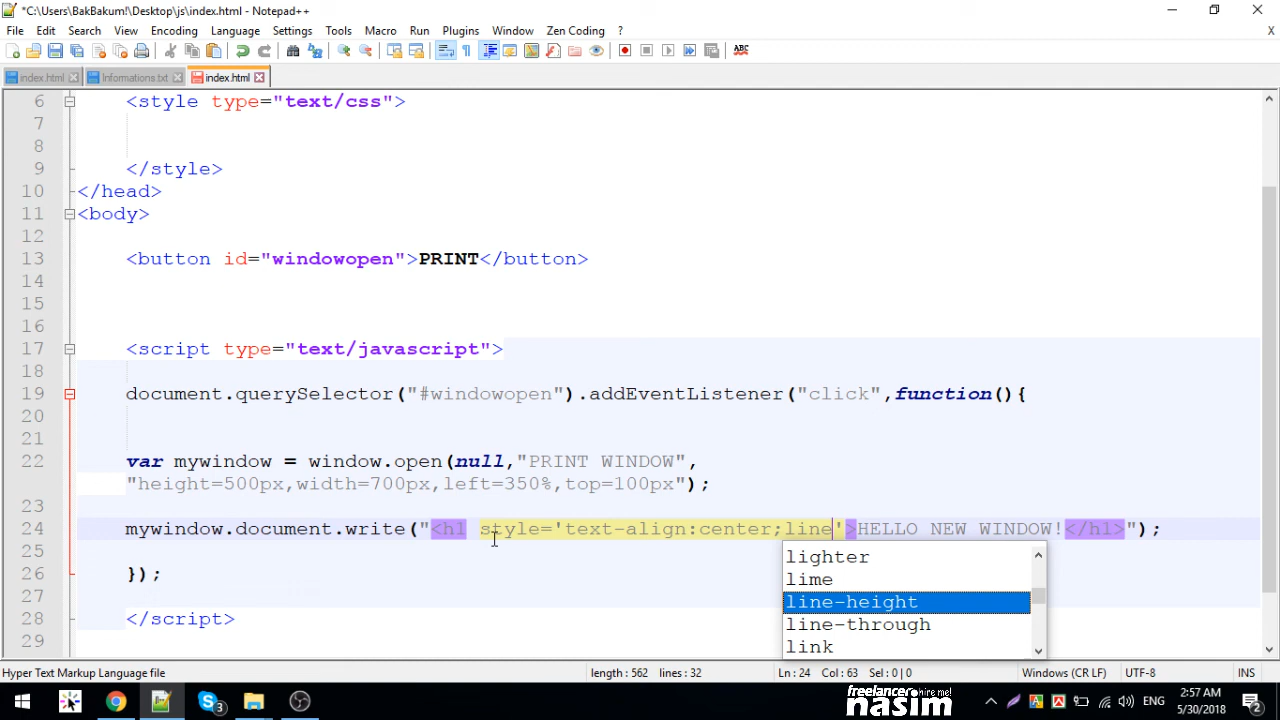 *C:\Users\BakBakum!\Desktop\js\index.html - Notepad++
File Edit Search View Encoding Language Settings Tools Macro Run Plugins Window Zen Coding ? X
index.html Informations.txt index.html
6 <style type="text/css">
7
8
9 </style>
10 </head>
11 <body>
12
13 <button id="windowopen">PRINT</button>
14
15
16
17 <script type="text/javascript">
18
19 document.querySelector("#windowopen").addEventListener("click",function(){
20
21
22 var mywindow = window.open(null,"PRINT WINDOW",
"height=500px,width=700px,left=350%,top=100px");
23
24 mywindow.document.write("<h1 style='text-align:center;line'>HELLO NEW WINDOW!</h1>");
25
26 });
27
28 </script>
29
lighter
lime
line-height
line-through
link
Hyper Text Markup Language file length : 562 lines : 32 Ln : 24 Col : 63 Sel : 0 | 0 Windows (CR LF) UTF-8 INS
freelancer hire me!
nasim
3 ENG 2:57 AM
5/30/2018 2